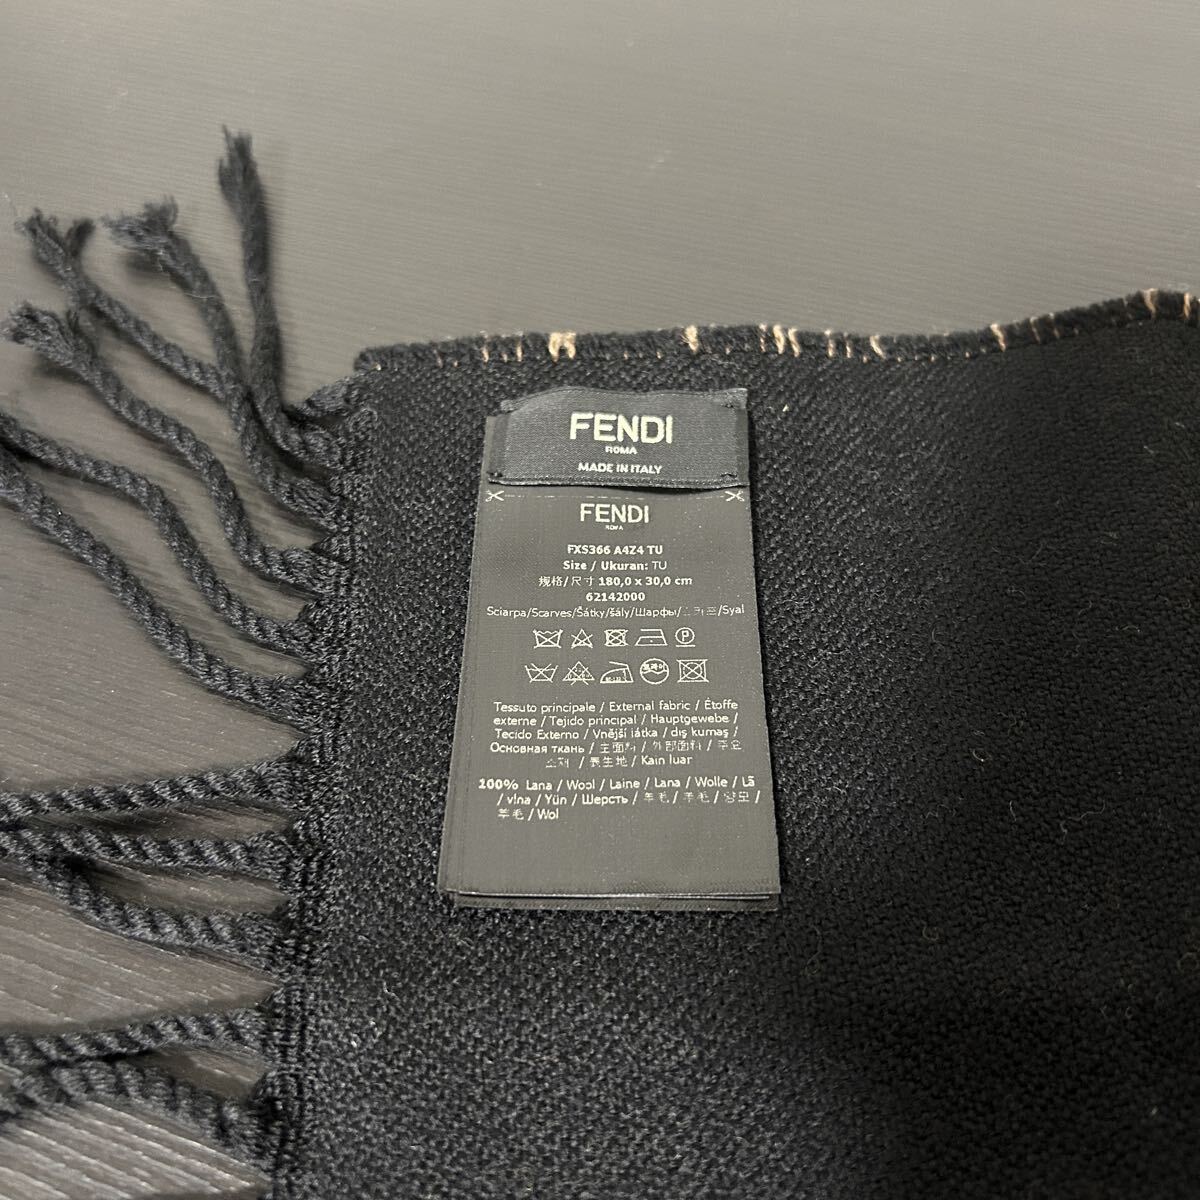 FENDI
ROMA
MADE IN ITALY
FENDI
ROMA
FXS366 A4Z4 TU
Size / Ukuran: TU
规格/尺寸 180,0 x 30,0 cm
62142000
Sciarpa/Scarves/Šátky/šály/Шарфы/스카프/Syal
Tessuto principale / External fabric / Étoffe
externe / Tejido principal / Hauptgewebe /
Tecido Externo / Vnější látka / dış kumaş /
Основная ткань / 主面料 / 外部面料 / 주요
소재 / 表生地 / Kain luar
100% Lana / Wool / Laine / Lana / Wolle / Lã
/ vlna / Yün / Шерсть / 羊毛 / 羊毛 / 양모 /
羊毛 / Wol